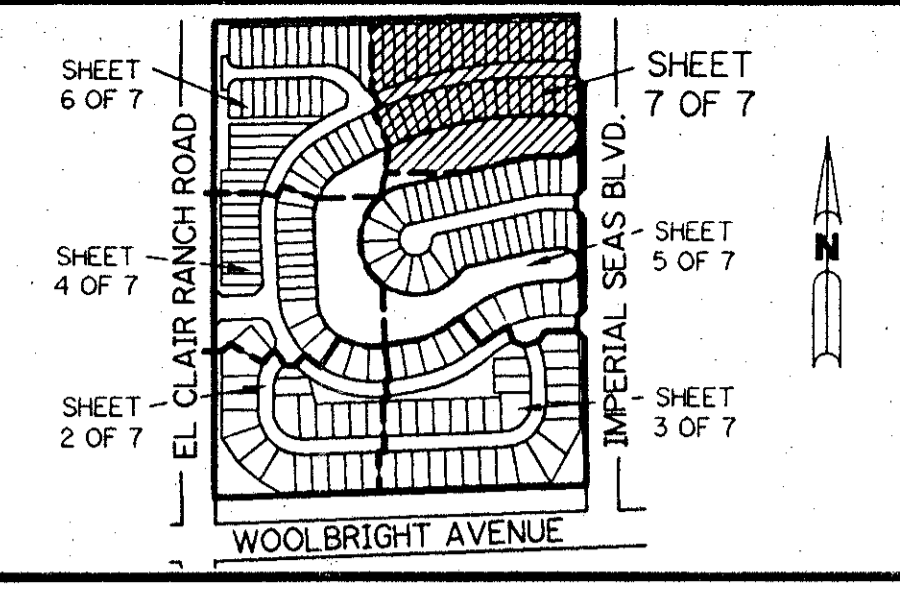 SHEET
6 OF 7
SHEET
7 OF 7
EL CLAIR RANCH ROAD
IMPERIAL SEAS BLVD.
N
SHEET
4 OF 7
SHEET
5 OF 7
SHEET
2 OF 7
SHEET
3 OF 7
WOOLBRIGHT AVENUE